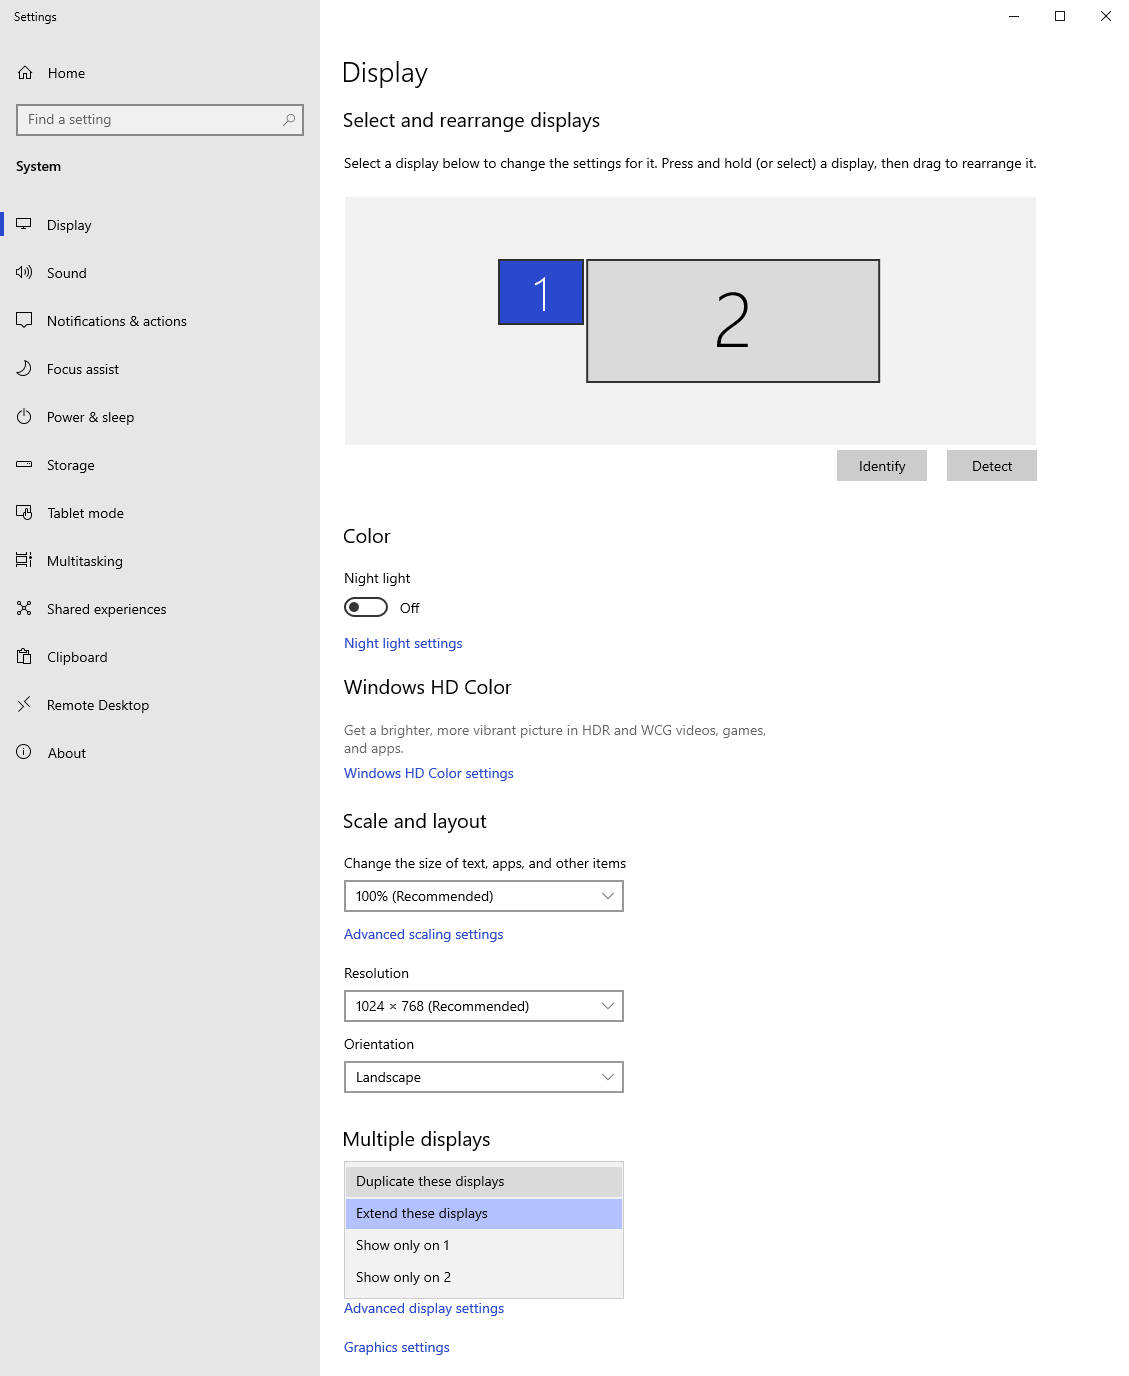 Settings
Home
Find a setting
System
Display
Sound
Notifications & actions
Focus assist
Power & sleep
Storage
Tablet mode
Multitasking
Shared experiences
Clipboard
Remote Desktop
About
Display
Select and rearrange displays
Select a display below to change the settings for it. Press and hold (or select) a display, then drag to rearrange it.
1
2
Identify
Detect
Color
Night light
Off
Night light settings
Windows HD Color
Get a brighter, more vibrant picture in HDR and WCG videos, games,
and apps.
Windows HD Color settings
Scale and layout
Change the size of text, apps, and other items
100% (Recommended)
Advanced scaling settings
Resolution
1024 × 768 (Recommended)
Orientation
Landscape
Multiple displays
Duplicate these displays
Extend these displays
Show only on 1
Show only on 2
Advanced display settings
Graphics settings